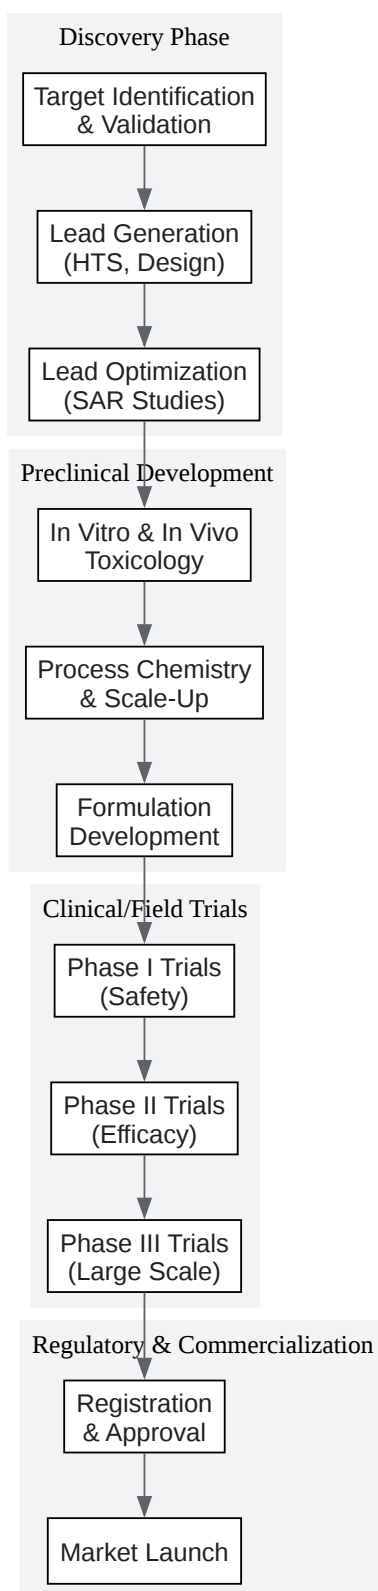 Discovery Phase
Target Identification
& Validation
Lead Generation
(HTS, Design)
Lead Optimization
(SAR Studies)
Preclinical Development
In Vitro & In Vivo
Toxicology
Process Chemistry
& Scale-Up
Formulation
Development
Clinical/Field Trials
Phase I Trials
(Safety)
Phase II Trials
(Efficacy)
Phase III Trials
(Large Scale)
Regulatory & Commercialization
Registration
& Approval
Market Launch